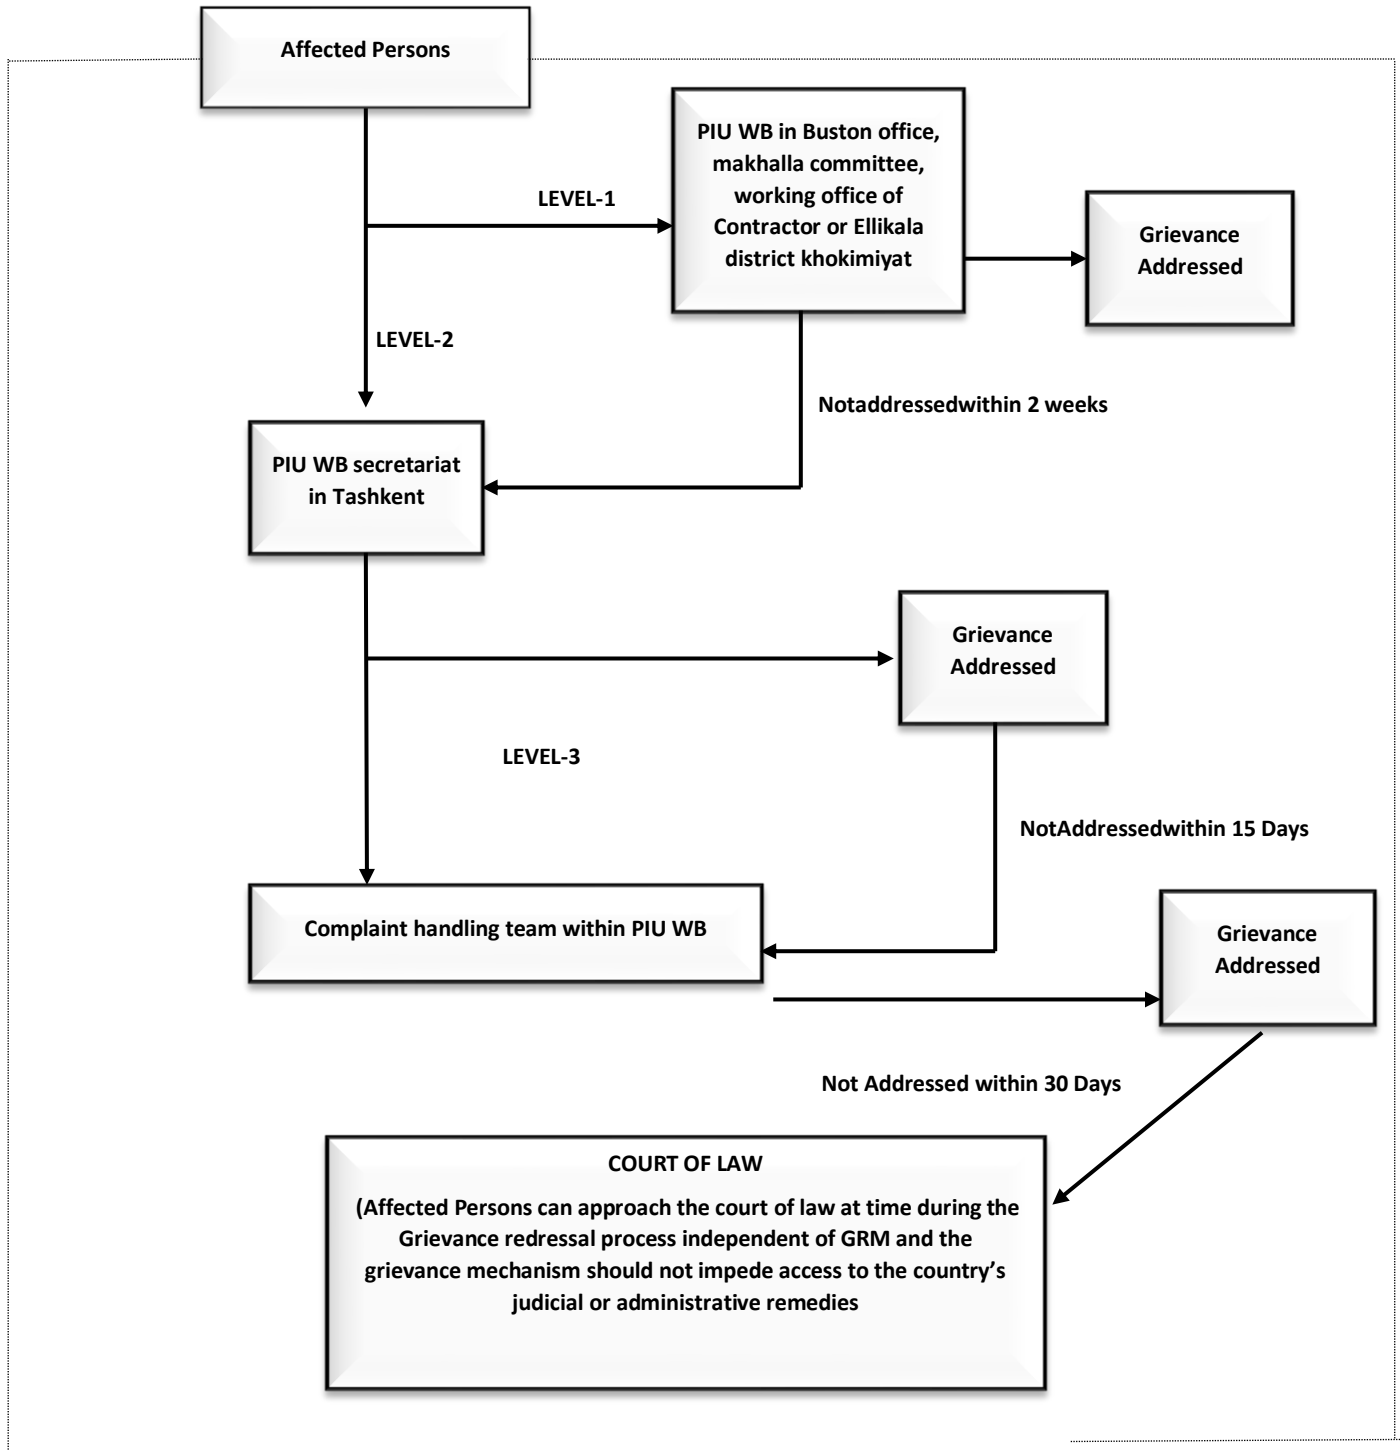 Affected Persons
PIU WB in Buston office,
makhalla committee,
working office of
Contractor or Ellikala
district khokimiyat
LEVEL-1
Grievance
Addressed
LEVEL-2
Notaddressedwithin 2 weeks
PIU WB secretariat
in Tashkent
Grievance
Addressed
LEVEL-3
NotAddressedwithin 15 Days
Complaint handling team within PIU WB
Grievance
Addressed
Not Addressed within 30 Days
COURT OF LAW
(Affected Persons can approach the court of law at time during the
Grievance redressal process independent of GRM and the
grievance mechanism should not impede access to the country’s
judicial or administrative remedies